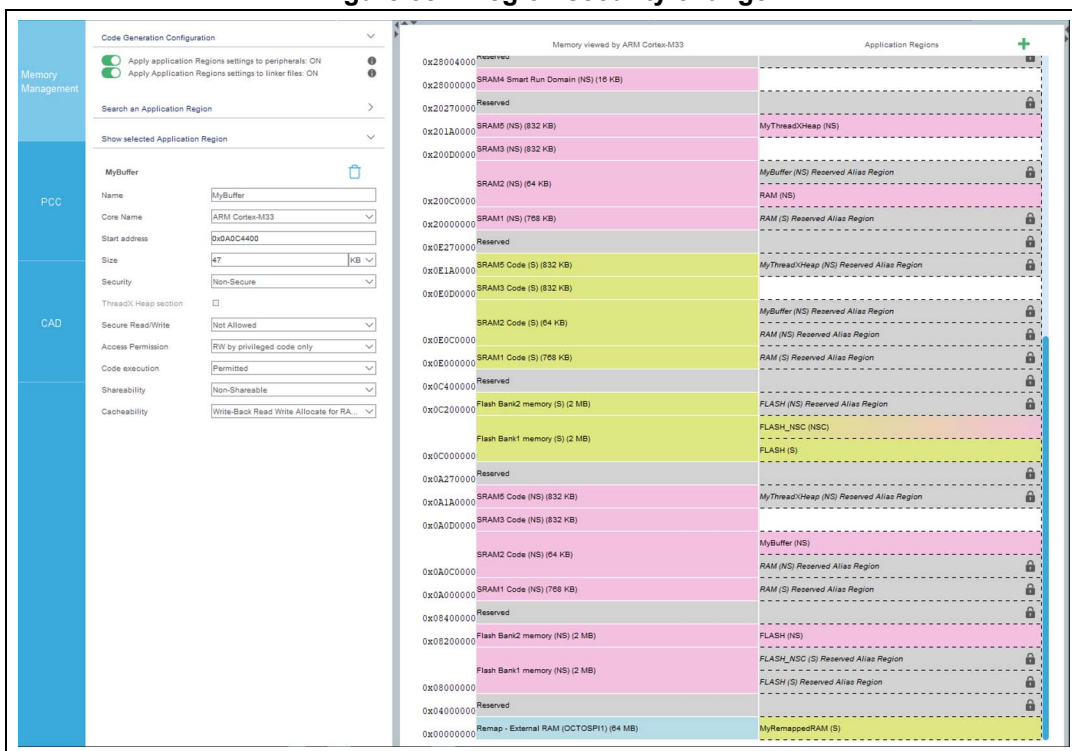 Figure Region security change
Memory
Management
PCC
CAD
Code Generation Configuration
Apply application Regions settings to peripherals: ON
Apply Application Regions settings to linker files: ON
Search an Application Region
Show selected Application Region
MyBuffer
Name MyBuffer
Core Name ARM Cortex-M33
Start address 0x0A0C4400
Size 47 KB
Security Non-Secure
ThreadX Heap section
Secure Read/Write Not Allowed
Access Permission RW by privileged code only
Code execution Permitted
Shareability Non-Shareable
Cacheability Write-Back Read Write Allocate for RA...
Memory viewed by ARM Cortex-M33 Application Regions
0x28004000 Reserved
SRAM4 Smart Run Domain (NS) (16 KB)
0x28000000
Reserved
0x20270000
SRAM5 (NS) (832 KB) MyThreadXHeap (NS)
0x201A0000
SRAM3 (NS) (832 KB)
0x200D0000
MyBuffer (NS) Reserved Alias Region
SRAM2 (NS) (64 KB)
RAM (NS)
0x200C0000
SRAM1 (NS) (768 KB) RAM (S) Reserved Alias Region
0x20000000
Reserved
0x0E270000
SRAM5 Code (S) (832 KB) MyThreadXHeap (NS) Reserved Alias Region
0x0E1A0000
SRAM3 Code (S) (832 KB)
0x0E0D0000
MyBuffer (NS) Reserved Alias Region
SRAM2 Code (S) (64 KB)
RAM (NS) Reserved Alias Region
0x0E0C0000
SRAM1 Code (S) (768 KB) RAM (S) Reserved Alias Region
0x0E000000
Reserved
0x0C400000
Flash Bank2 memory (S) (2 MB) FLASH (NS) Reserved Alias Region
0x0C200000
FLASH_NSC (NSC)
Flash Bank1 memory (S) (2 MB)
FLASH (S)
0x0C000000
Reserved
0x0A270000
SRAM5 Code (NS) (832 KB) MyThreadXHeap (NS) Reserved Alias Region
0x0A1A0000
SRAM3 Code (NS) (832 KB)
0x0A0D0000
MyBuffer (NS)
SRAM2 Code (NS) (64 KB)
RAM (NS) Reserved Alias Region
0x0A0C0000
SRAM1 Code (NS) (768 KB) RAM (S) Reserved Alias Region
0x0A000000
Reserved
0x08400000
Flash Bank2 memory (NS) (2 MB) FLASH (NS)
0x08200000
FLASH_NSC (S) Reserved Alias Region
Flash Bank1 memory (NS) (2 MB)
FLASH (S) Reserved Alias Region
0x08000000
Reserved
0x04000000
Remap - External RAM (OCTOSPI1) (64 MB) MyRemappedRAM (S)
0x00000000